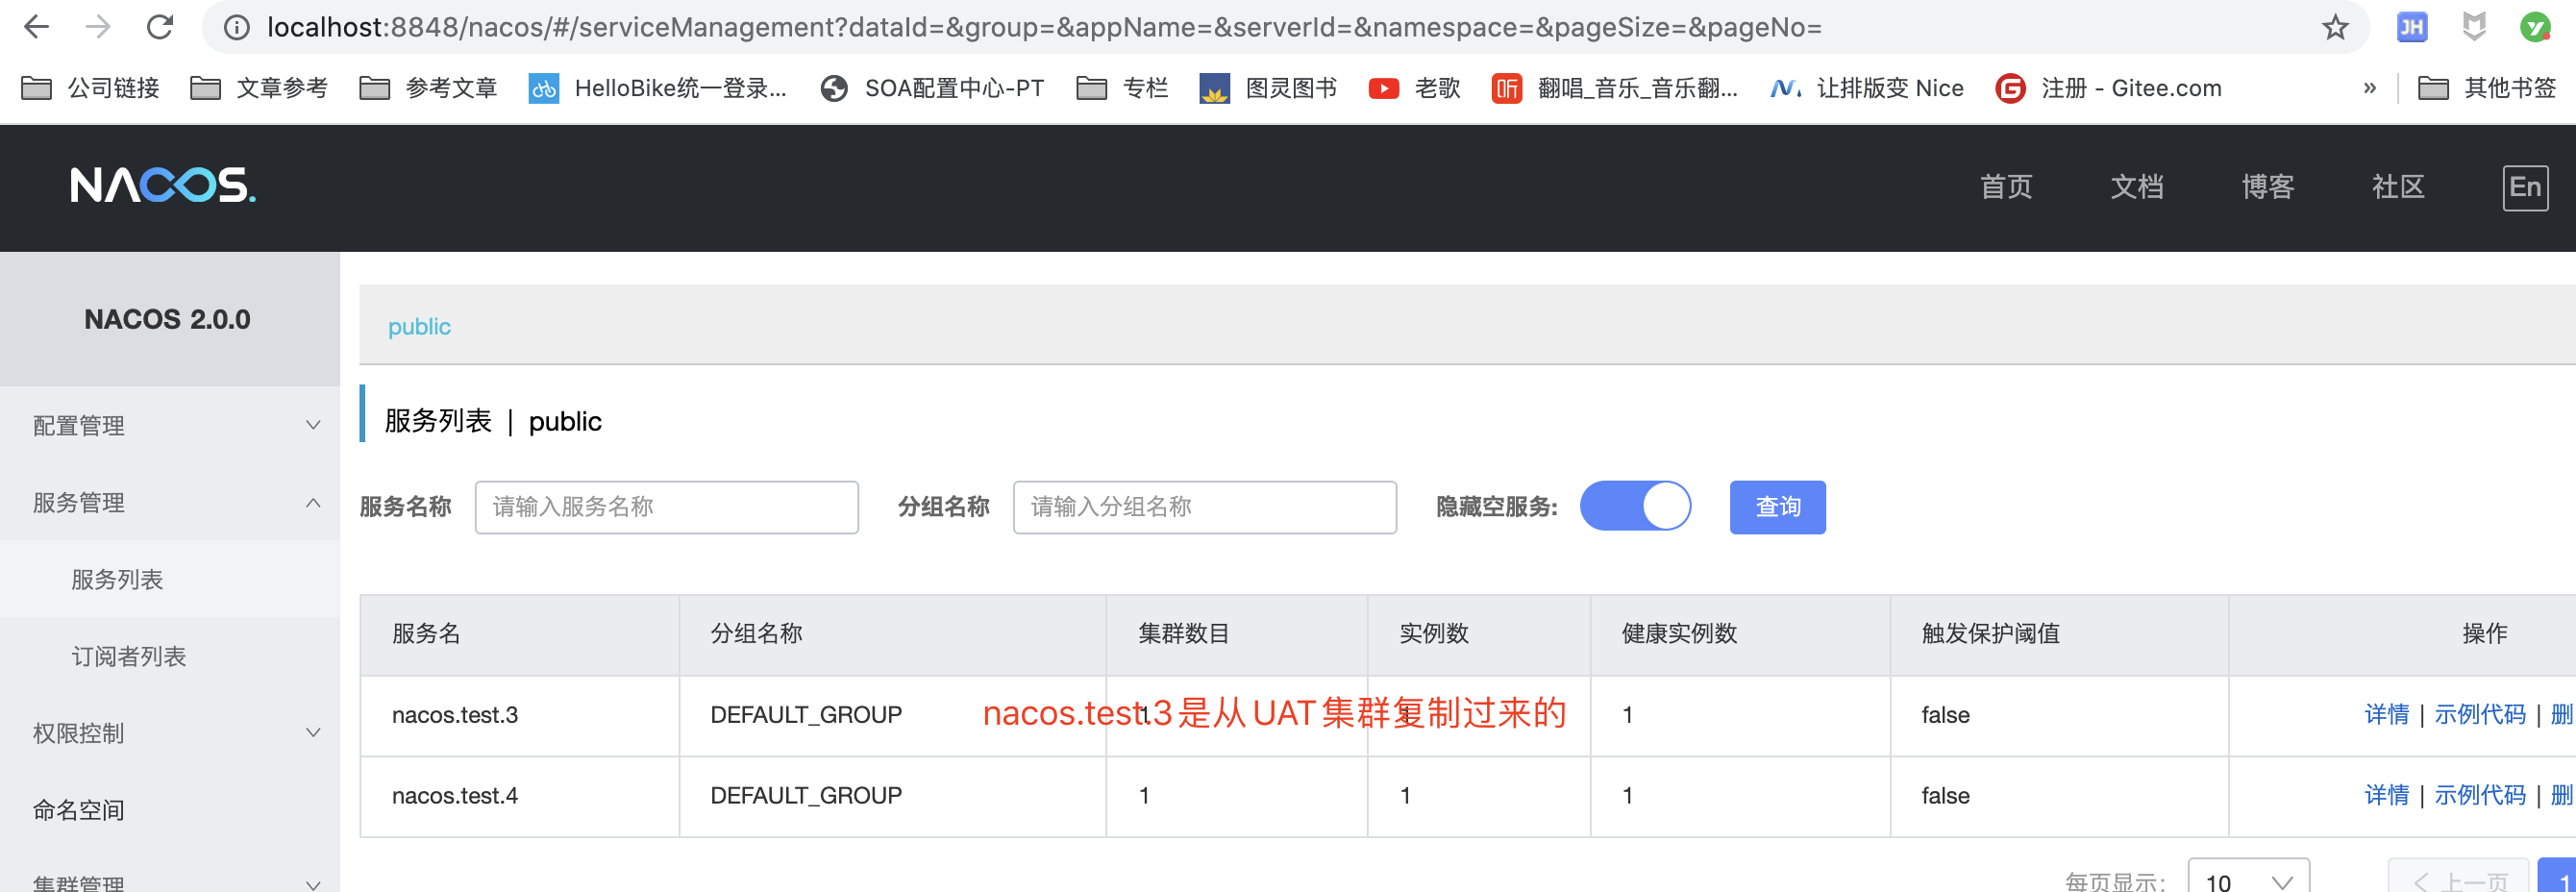 localhost:8848/nacos/#/serviceManagement?dataId=&group=&appName=&serverId=&namespace=&pageSize=&pageNo=
JH
公司链接 文章参考 参考文章 HelloBike统一登录... SOA配置中心-PT 专栏 图灵图书 老歌 听 翻唱_音乐_音乐翻... 让排版变 Nice G 注册 - Gitee.com » 其他书签
NACOS. 首页 文档 博客 社区 En
NACOS 2.0.0
public
配置管理
服务列表 | public
服务管理
服务名称 请输入服务名称 分组名称 请输入分组名称 隐藏空服务: 查询
服务列表
服务名 分组名称 集群数目 实例数 健康实例数 触发保护阈值 操作
订阅者列表
nacos.test.3 DEFAULT_GROUP 1 1 1 false 详情 | 示例代码 | 删
nacos.test.3是从UAT集群复制过来的
权限控制
nacos.test.4 DEFAULT_GROUP 1 1 1 false 详情 | 示例代码 | 删
命名空间
集群管理
每页显示: 10 上一页 1